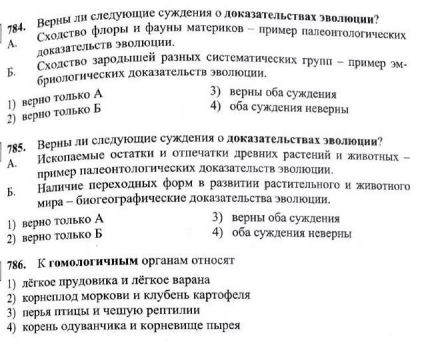 784. Верны ли следующие суждения о доказательствах эволюции?
А. Сходство флоры и фауны материков – пример палеонтологических
доказательств эволюции.
Б. Сходство зародышей разных систематических групп – пример эм-
бриологических доказательств эволюции.
1) верно только А 3) верны оба суждения
2) верно только Б 4) оба суждения неверны
785. Верны ли следующие суждения о доказательствах эволюции?
А. Ископаемые остатки и отпечатки древних растений и животных –
пример палеонтологических доказательств эволюции.
Б. Наличие переходных форм в развитии растительного и животного
мира – биогеографические доказательства эволюции.
1) верно только А 3) верны оба суждения
2) верно только Б 4) оба суждения неверны
786. К гомологичным органам относят
1) лёгкое прудовика и лёгкое варана
2) корнеплод моркови и клубень картофеля
3) перья птицы и чешую рептилии
4) корень одуванчика и корневище пырея